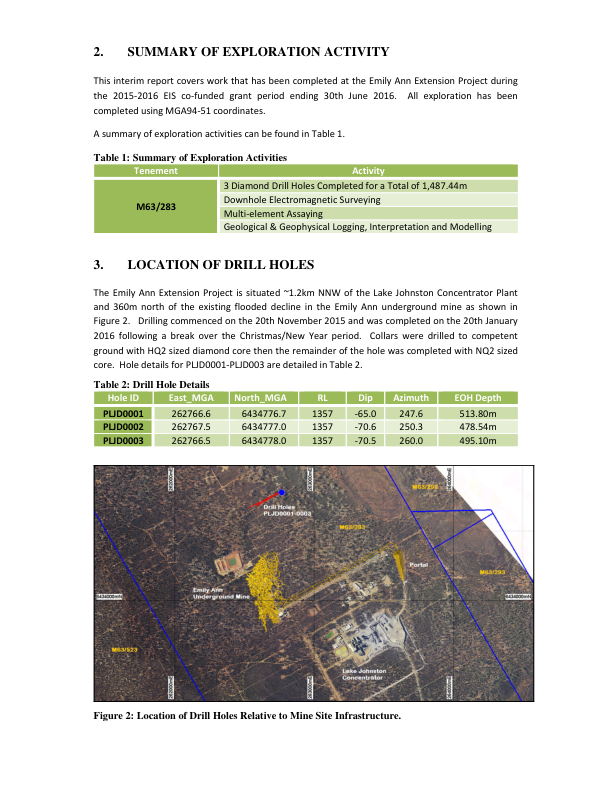 2. SUMMARY OF EXPLORATION ACTIVITY
This interim report covers work that has been completed at the Emily Ann Extension Project during
the 2015-2016 EIS co-funded grant period ending 30th June 2016. All exploration has been
completed using MGA94-51 coordinates.
A summary of exploration activities can be found in Table 1.
Table 1: Summary of Exploration Activities
Tenement Activity
M63/283
3 Diamond Drill Holes Completed for a Total of 1,487.44m
Downhole Electromagnetic Surveying
Multi-element Assaying
Geological & Geophysical Logging, Interpretation and Modelling
3. LOCATION OF DRILL HOLES
The Emily Ann Extension Project is situated ~1.2km NNW of the Lake Johnston Concentrator Plant
and 360m north of the existing flooded decline in the Emily Ann underground mine as shown in
Figure 2. Drilling commenced on the 20th November 2015 and was completed on the 20th January
2016 following a break over the Christmas/New Year period. Collars were drilled to competent
ground with HQ2 sized diamond core then the remainder of the hole was completed with NQ2 sized
core. Hole details for PLJD0001-PLJD003 are detailed in Table 2.
Table 2: Drill Hole Details
Hole ID East_MGA North_MGA RL Dip Azimuth EOH Depth
PLJD0001 262766.6 6434776.7 1357 -65.0 247.6 513.80m
PLJD0002 262767.5 6434777.0 1357 -70.6 250.3 478.54m
PLJD0003 262766.5 6434778.0 1357 -70.5 260.0 495.10m
Drill Holes
PLJD0001-0003
M63/283
Portal
M63/293
Emily Ann
Underground Mine
6434000mN
6434000mN
M63/523
Lake Johnston
Concentrator
Figure 2: Location of Drill Holes Relative to Mine Site Infrastructure.